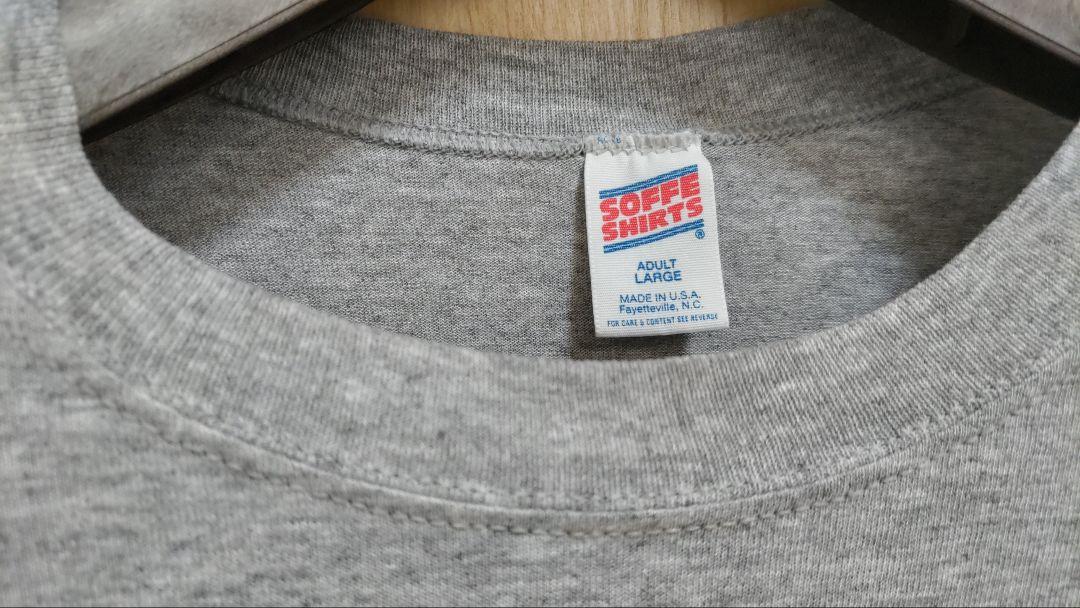 SOFFE
SHIRTS
®
ADULT
LARGE
MADE IN U.S.A.
Fayetteville, N.C.
FOR CARE & CONTENT SEE REVERSE